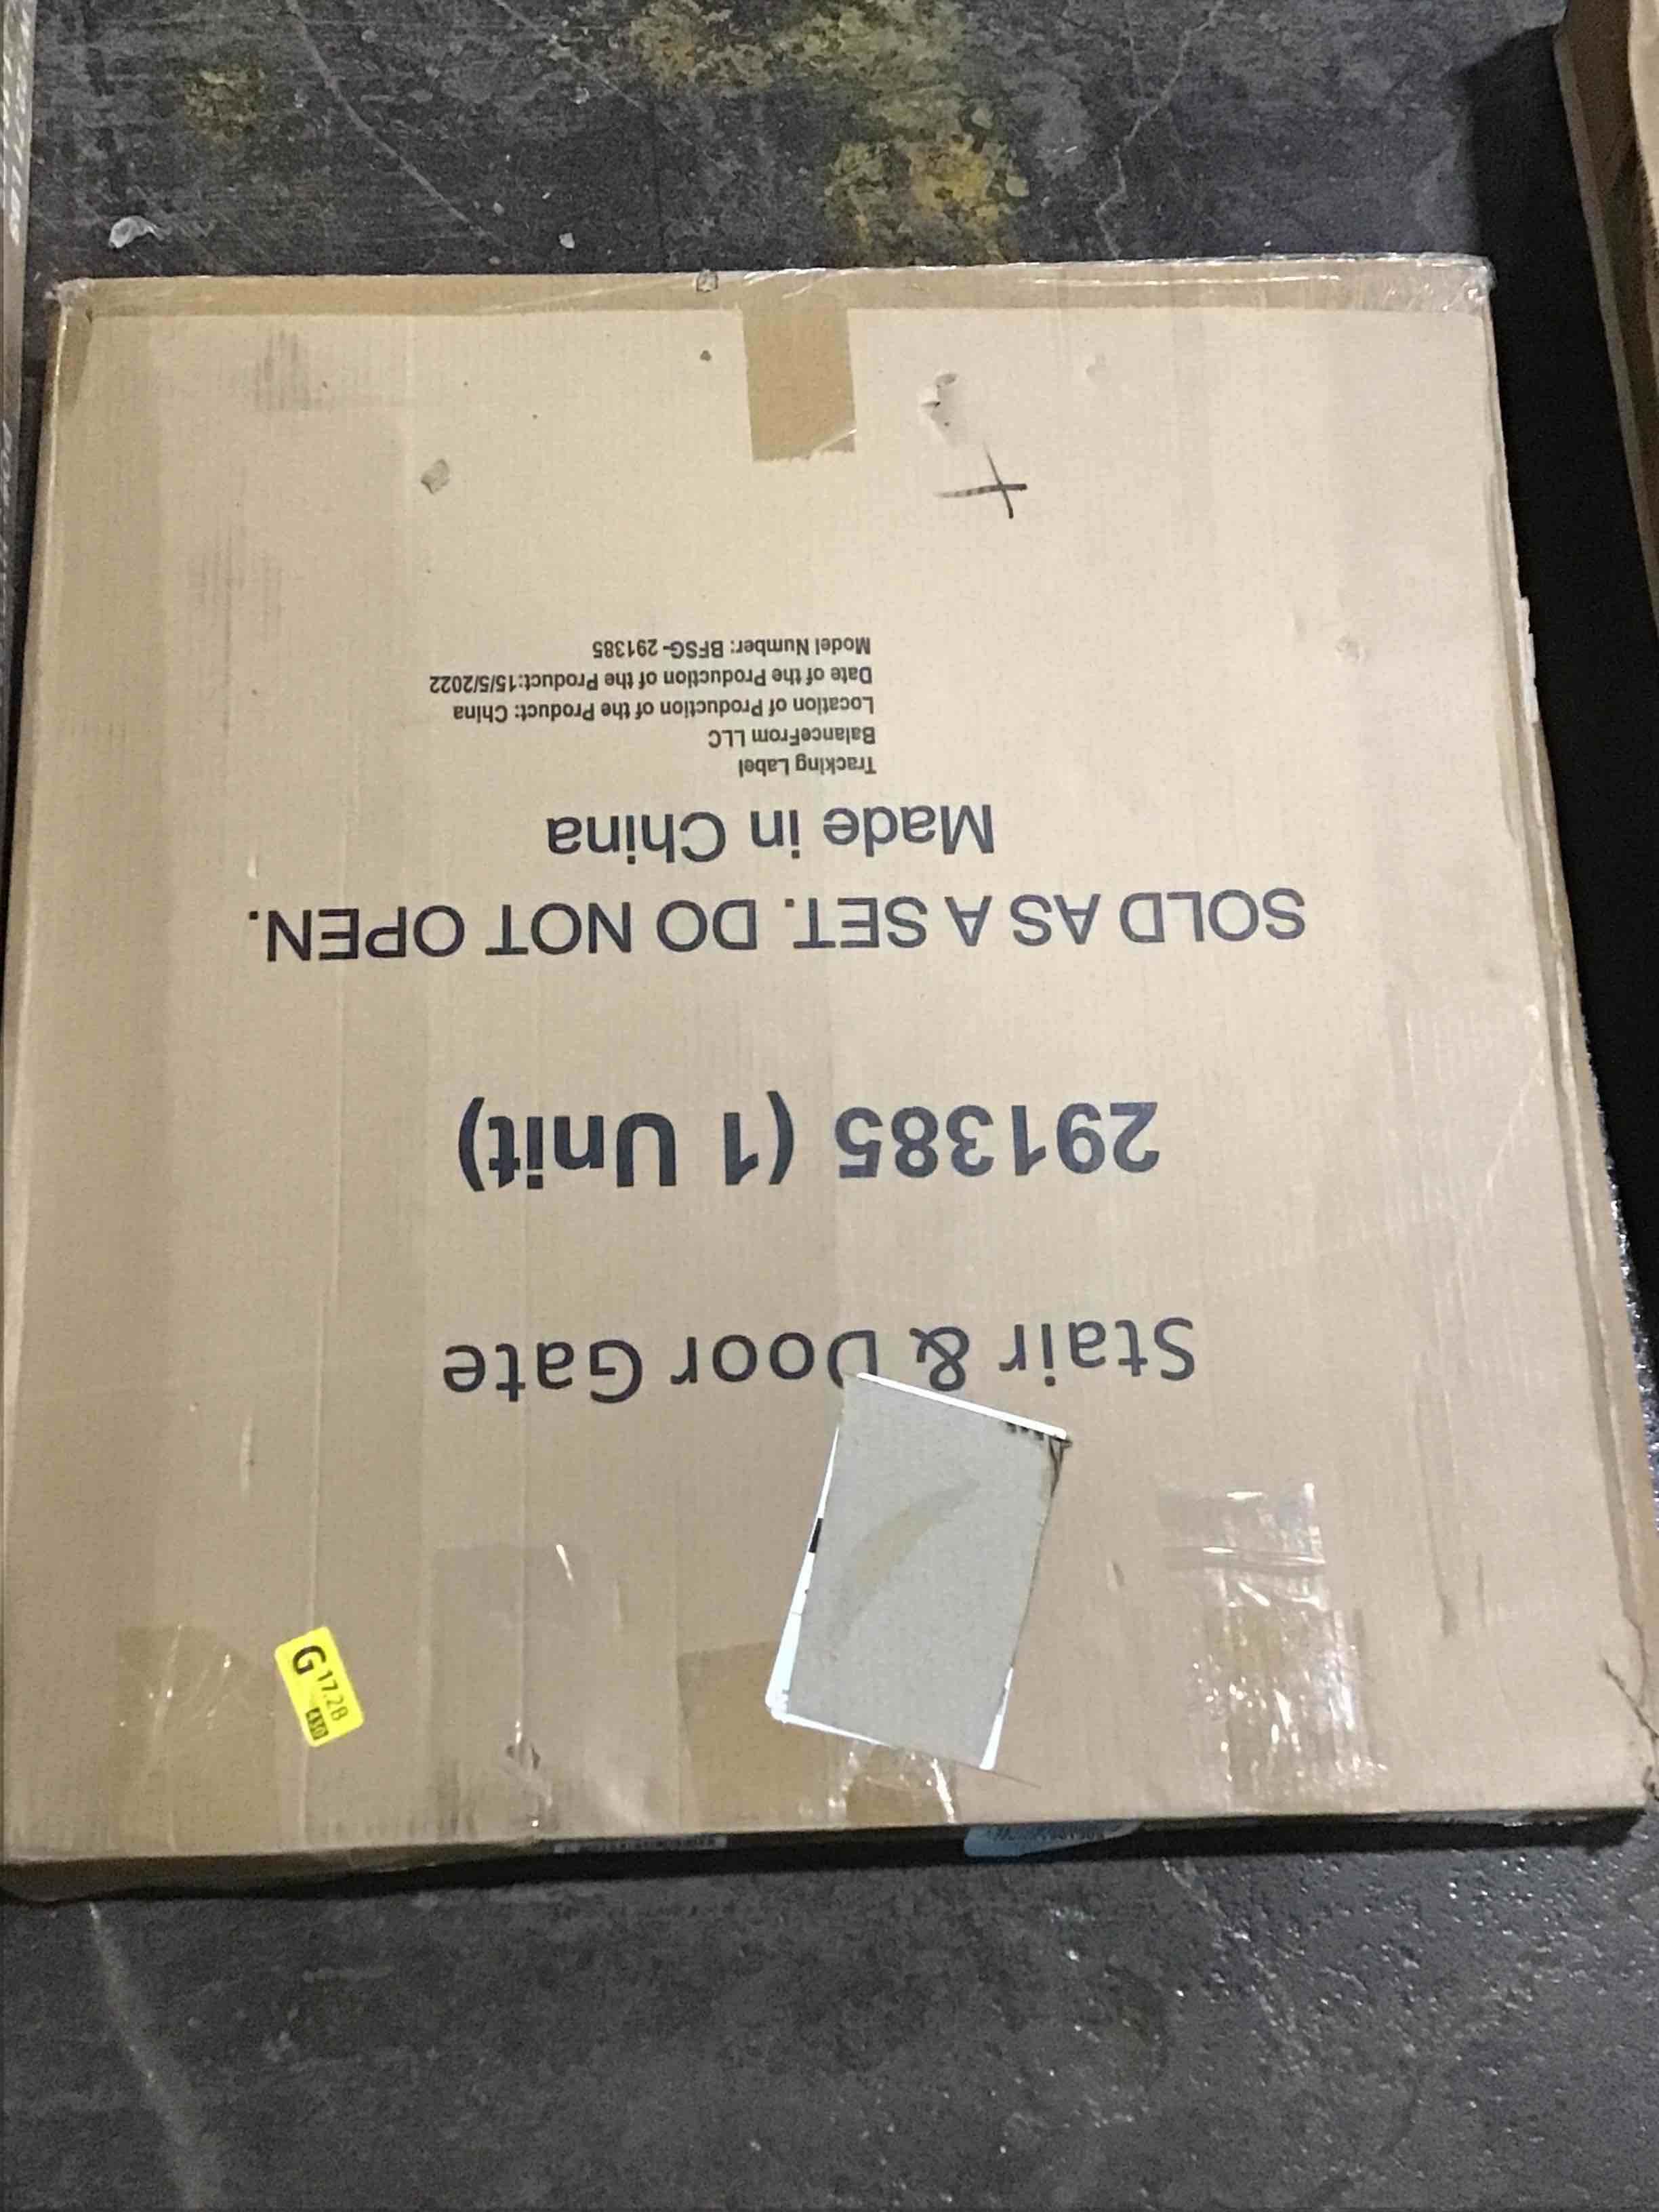 Stair & Door Gate
291385 (1 Unit)
SOLD AS A SET. DO NOT OPEN.
Made in China
Tracking Label
BalanceFrom LLC
Location of Production of the Product: China
Date of the Production of the Product:15/5/2022
Model Number: BFSG- 291385
G 17.2B
430